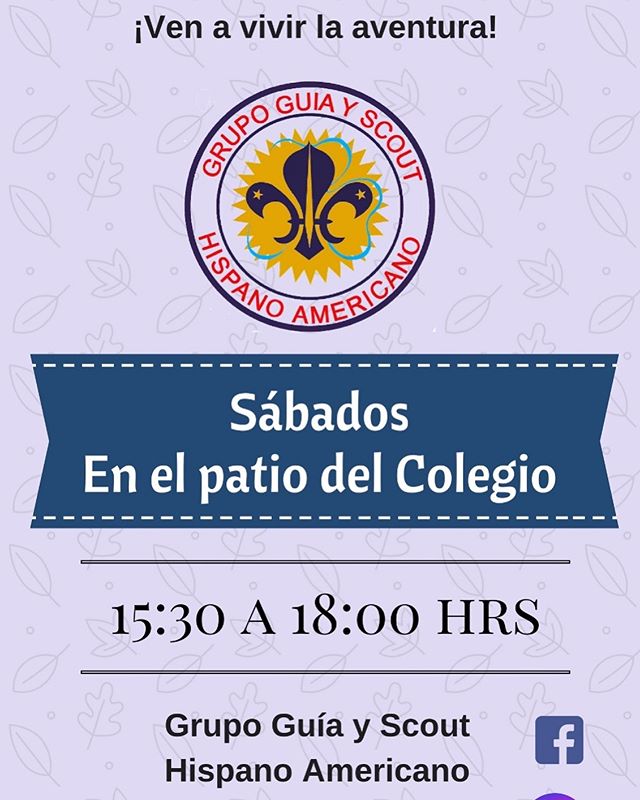 ¡Ven a vivir la aventura!
GRUPO GUIA Y SCOUT
HISPANO AMERICANO
Sábados
En el patio del Colegio
15:30 A 18:00 HRS
Grupo Guía y Scout
Hispano Americano